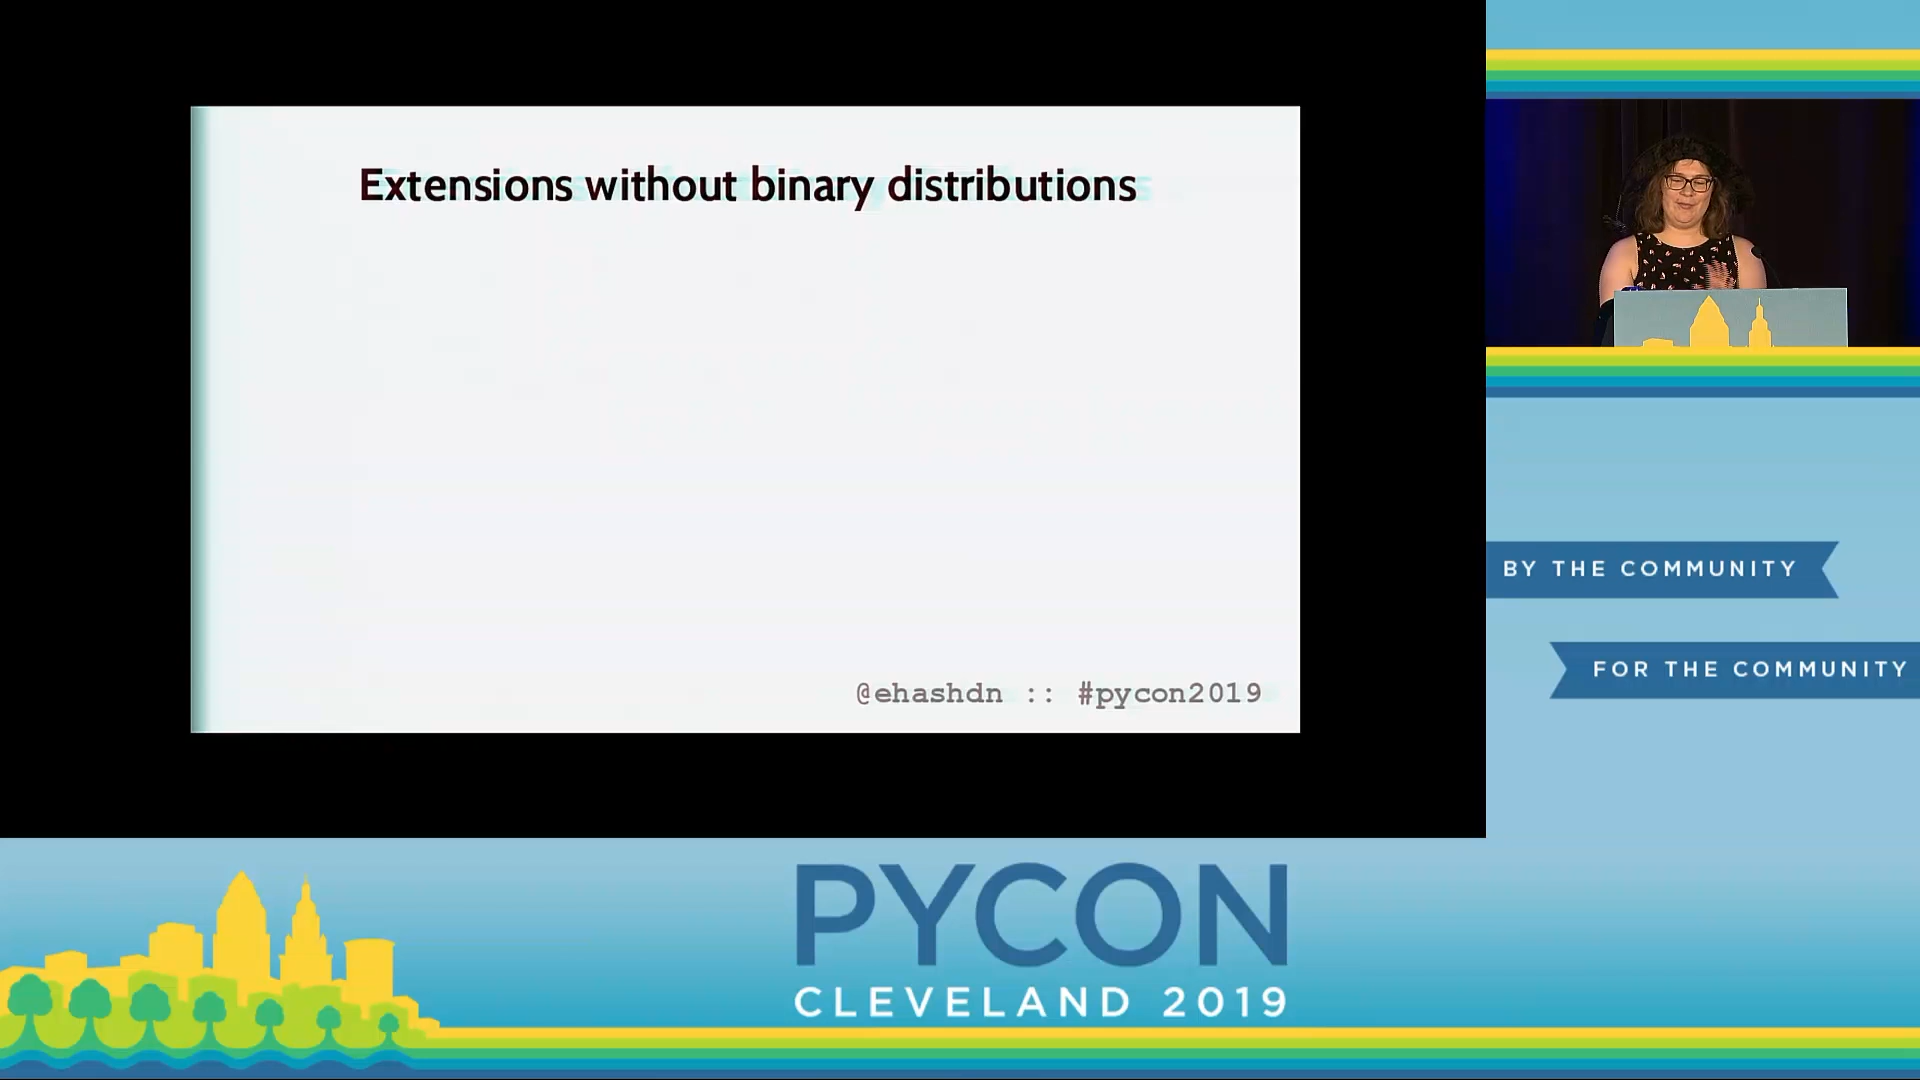 Extensions without binary distributions
@ehashdn :: #pycon2019
BY THE COMMUNITY
FOR THE COMMUNITY
PYCON
CLEVELAND 2019